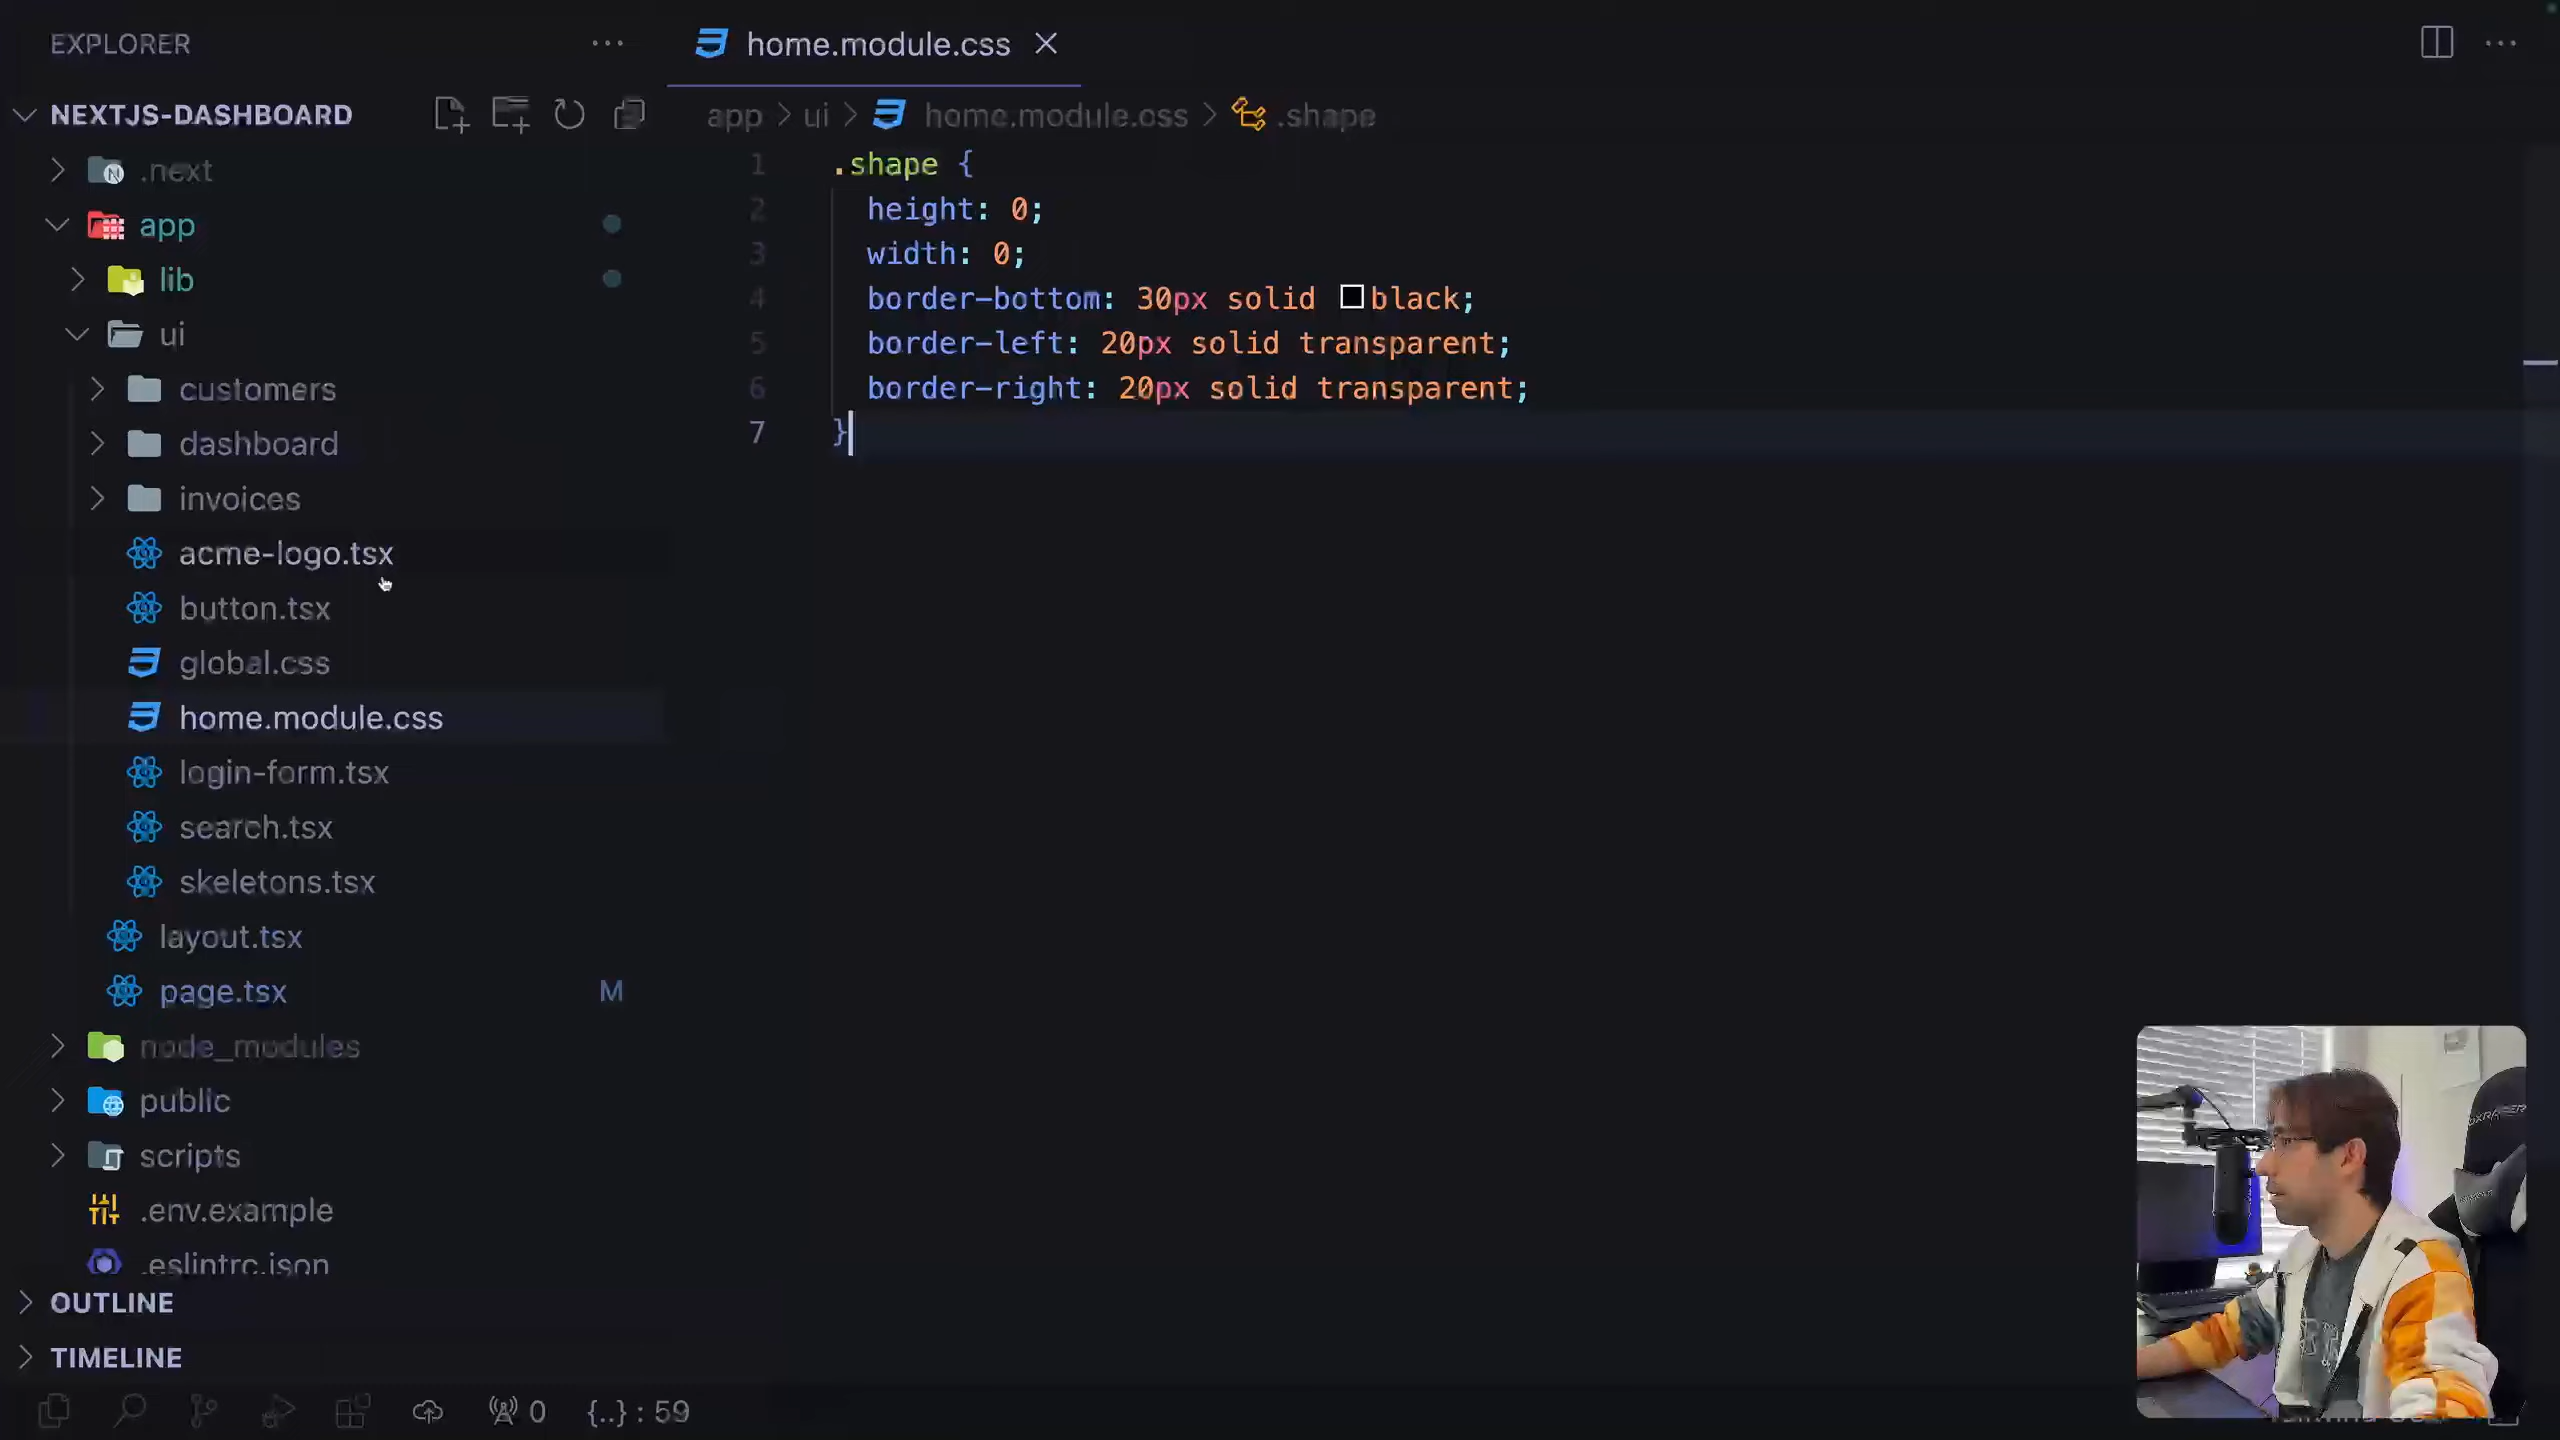 EXPLORER
NEXTJS-DASHBOARD
.next
app
lib
ui
customers
dashboard
invoices
acme-logo.tsx
button.tsx
global.css
home.module.css
login-form.tsx
search.tsx
skeletons.tsx
layout.tsx
page.tsx M
node_modules
public
scripts
.env.example
.eslintrc.json
OUTLINE
TIMELINE
0 {..} : 59
home.module.css
app > ui > home.module.css > .shape
1 .shape {
2 height: 0;
3 width: 0;
4 border-bottom: 30px solid black;
5 border-left: 20px solid transparent;
6 border-right: 20px solid transparent;
7 }
DXRACER